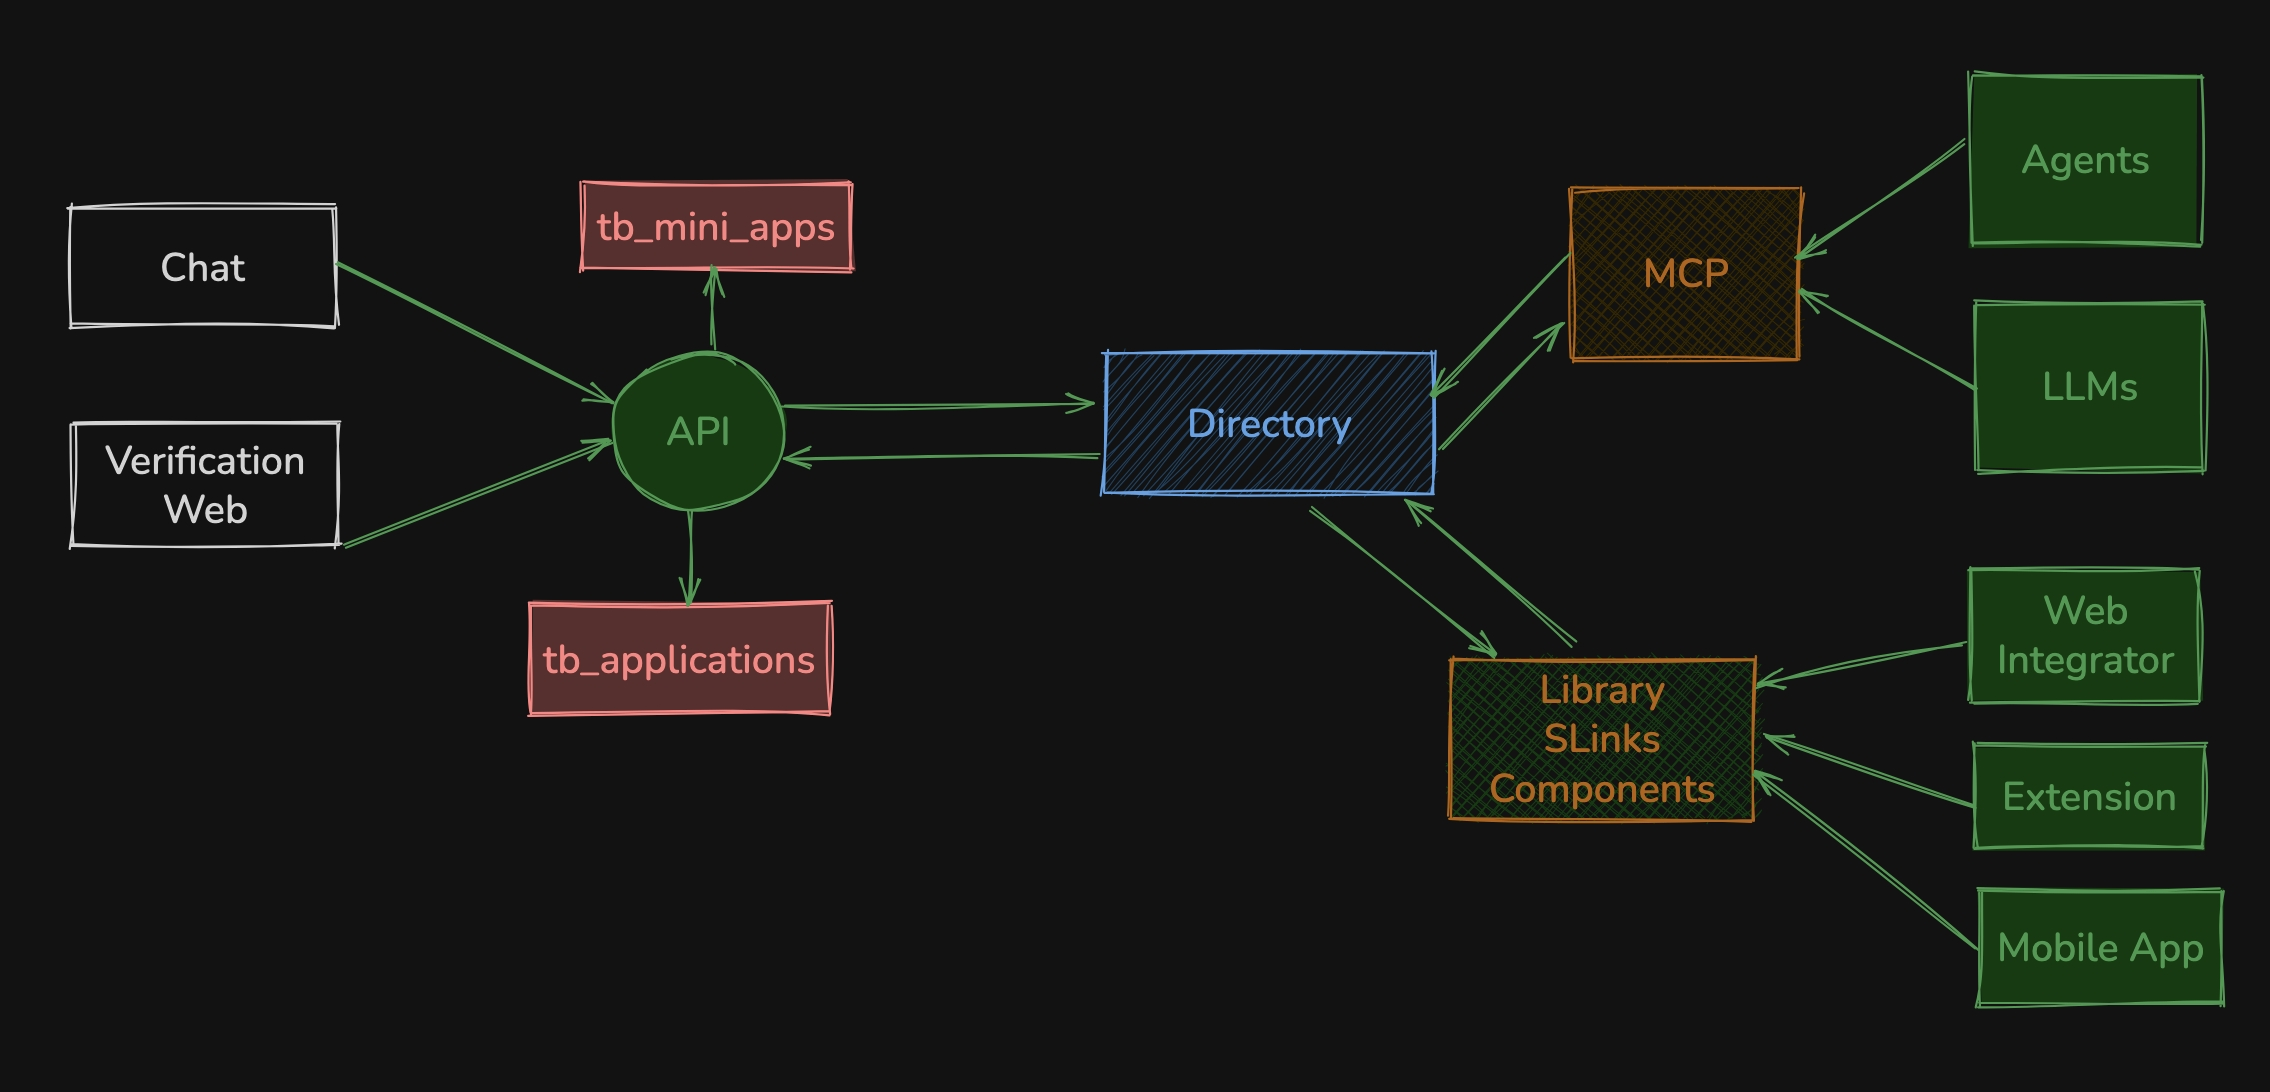 Chat
Verification
Web
tb_mini_apps
API
tb_applications
Directory
MCP
Library
SLinks
Components
Agents
LLMs
Web
Integrator
Extension
Mobile App